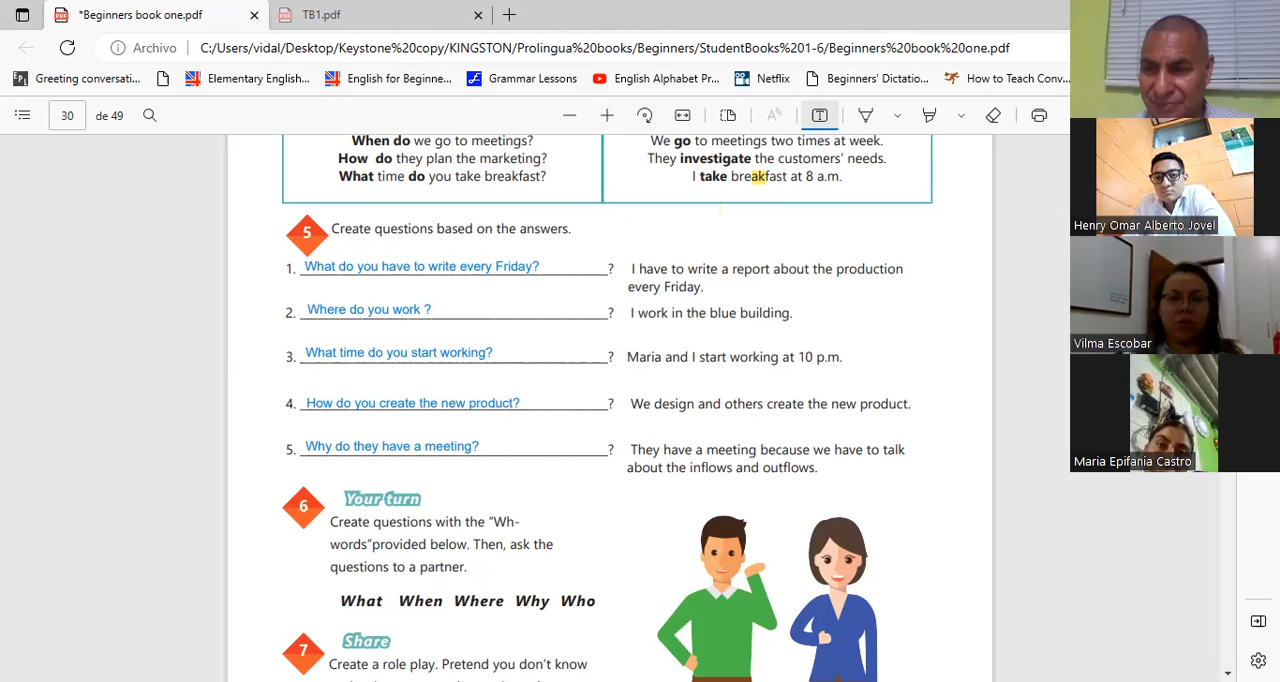 *Beginners book one.pdf
TB1.pdf
Archivo
C:/Users/vidal/Desktop/Keystone%20copy/KINGSTON/Prolingua%20books/Beginners/StudentBooks%201-6/Beginners%20book%20one.pdf
Greeting conversati...
Elementary English...
English for Beginne...
Grammar Lessons
English Alphabet Pr...
Netflix
Beginners' Dictatio...
How to Teach Conv...
30 de 49
When do we go to meetings?
How do they plan the marketing?
What time do you take breakfast?
We go to meetings two times at week.
They investigate the customers' needs.
I take breakfast at 8 a.m.
5 Create questions based on the answers.
1. What do you have to write every Friday? ? I have to write a report about the production
every Friday.
2. Where do you work ? ? I work in the blue building.
3. What time do you start working? ? Maria and I start working at 10 p.m.
4. How do you create the new product? ? We design and others create the new product.
5. Why do they have a meeting? ? They have a meeting because we have to talk
about the inflows and outflows.
6 Your turn
Create questions with the "Wh-
words"provided below. Then, ask the
questions to a partner.
What When Where Why Who
7 Share
Create a role play. Pretend you don't know
Henry Omar Alberto Jovel
Vilma Escobar
Maria Epifania Castro